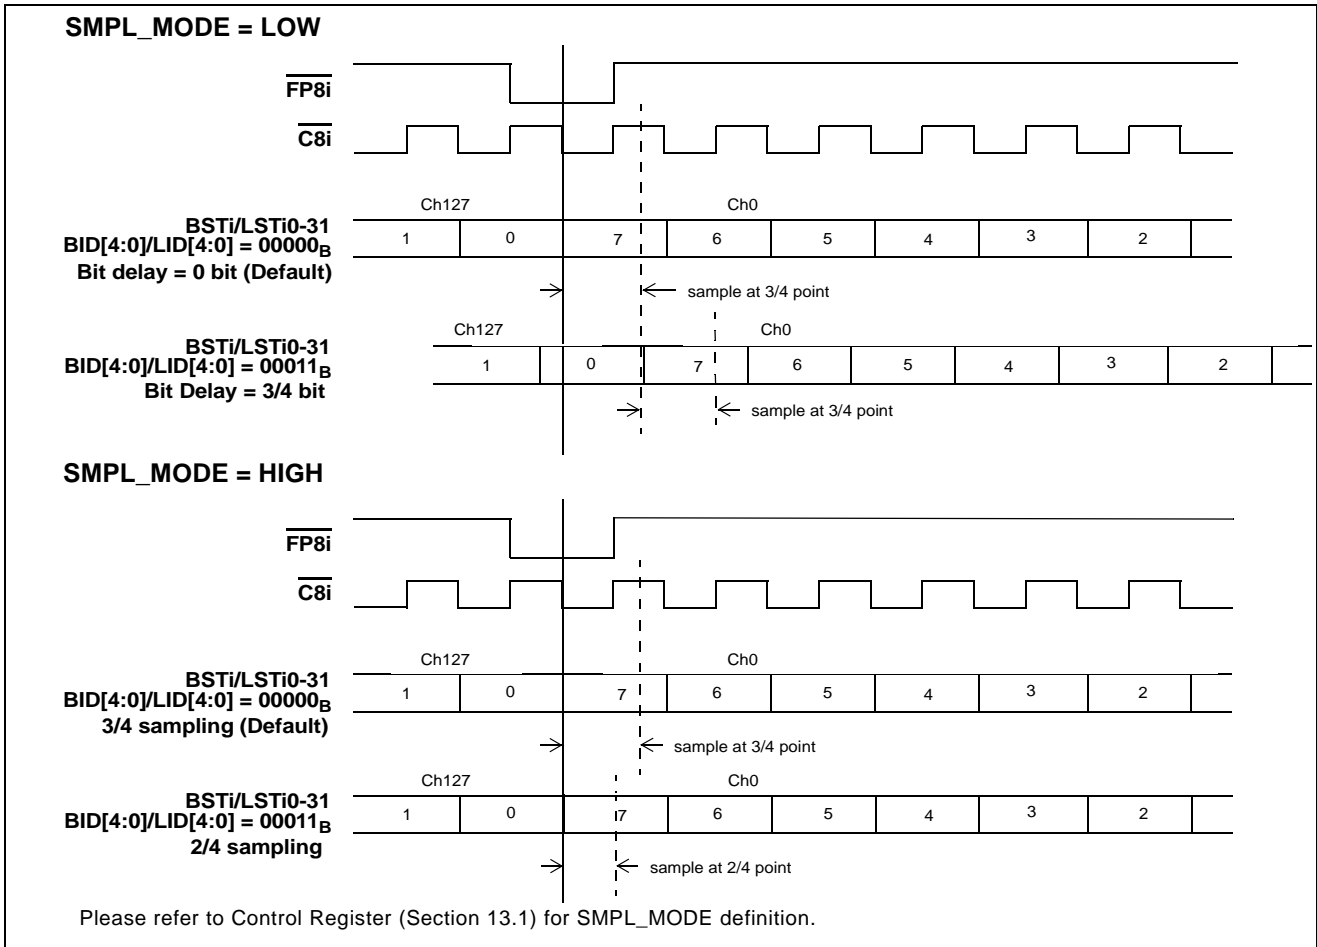 SMPL_MODE = LOW
FP8i
C8i
Ch127 Ch0
BSTi/LSTi0-31
BID[4:0]/LID[4:0] = 00000B
Bit delay = 0 bit (Default)
1 0 7 6 5 4 3 2
sample at 3/4 point
Ch127 Ch0
BSTi/LSTi0-31
BID[4:0]/LID[4:0] = 00011B
Bit Delay = 3/4 bit
1 0 7 6 5 4 3 2
sample at 3/4 point
SMPL_MODE = HIGH
FP8i
C8i
Ch127 Ch0
BSTi/LSTi0-31
BID[4:0]/LID[4:0] = 00000B
3/4 sampling (Default)
1 0 7 6 5 4 3 2
sample at 3/4 point
Ch127 Ch0
BSTi/LSTi0-31
BID[4:0]/LID[4:0] = 00011B
2/4 sampling
1 0 7 6 5 4 3 2
sample at 2/4 point
Please refer to Control Register (Section 13.1) for SMPL_MODE definition.